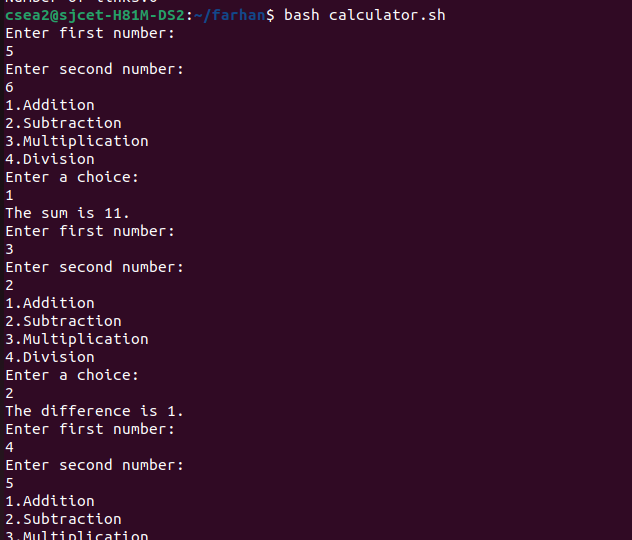 csea2@sjcet-H81M-DS2:~/farhan$ bash calculator.sh
Enter first number:
5
Enter second number:
6
1.Addition
2.Subtraction
3.Multiplication
4.Division
Enter a choice:
1
The sum is 11.
Enter first number:
3
Enter second number:
2
1.Addition
2.Subtraction
3.Multiplication
4.Division
Enter a choice:
2
The difference is 1.
Enter first number:
4
Enter second number:
5
1.Addition
2.Subtraction
3.Multiplication